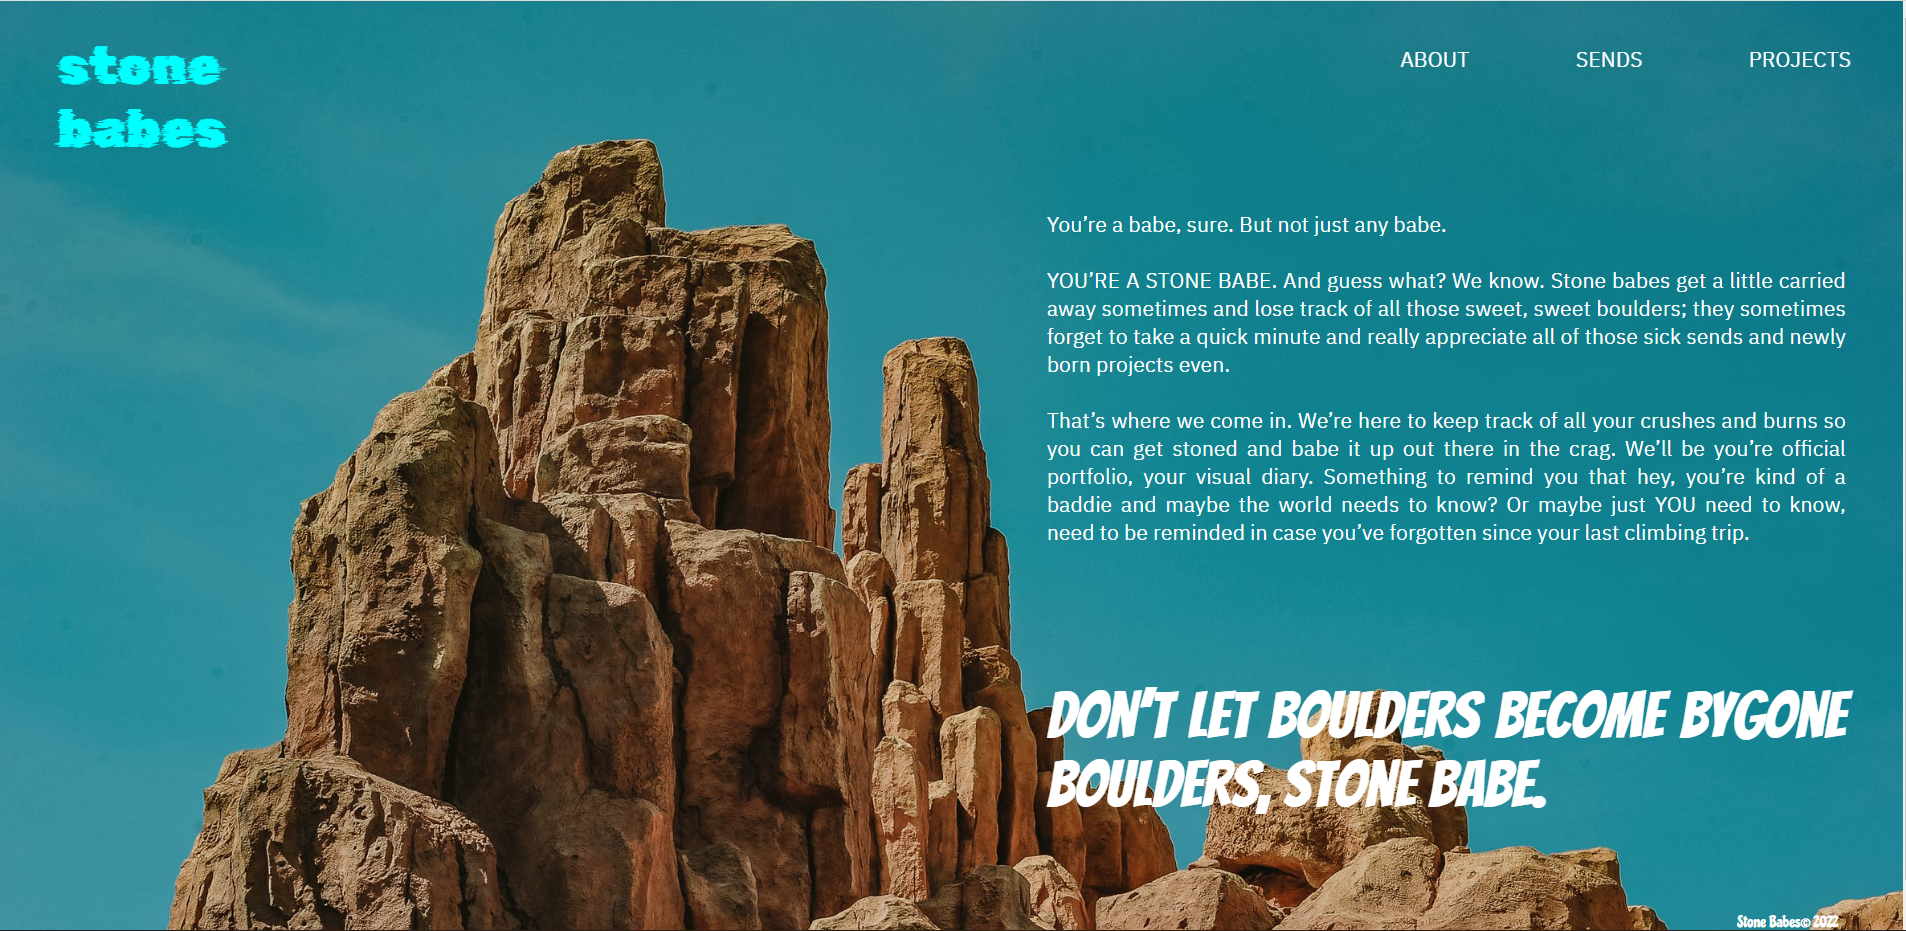 stone
babes
ABOUT SENDS PROJECTS
You’re a babe, sure. But not just any babe.
YOU’RE A STONE BABE. And guess what? We know. Stone babes get a little carried
away sometimes and lose track of all those sweet, sweet boulders; they sometimes
forget to take a quick minute and really appreciate all of those sick sends and newly
born projects even.
That’s where we come in. We’re here to keep track of all your crushes and burns so
you can get stoned and babe it up out there in the crag. We’ll be you’re official
portfolio, your visual diary. Something to remind you that hey, you’re kind of a
baddie and maybe the world needs to know? Or maybe just YOU need to know,
need to be reminded in case you’ve forgotten since your last climbing trip.
DON'T LET BOULDERS BECOME BYGONE
BOULDERS, STONE BABE.
Stone Babes© 2022